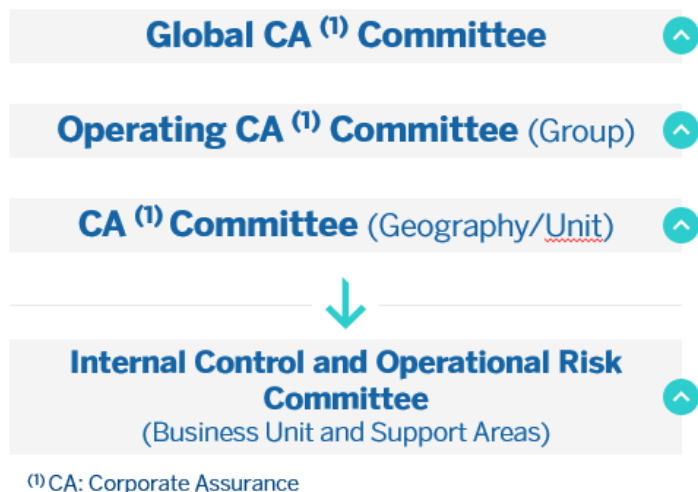 Global CA (1) Committee
Operating CA (1) Committee (Group)
CA (1) Committee (Geography/Unit)
Internal Control and Operational Risk
Committee
(Business Unit and Support Areas)
(1) CA: Corporate Assurance